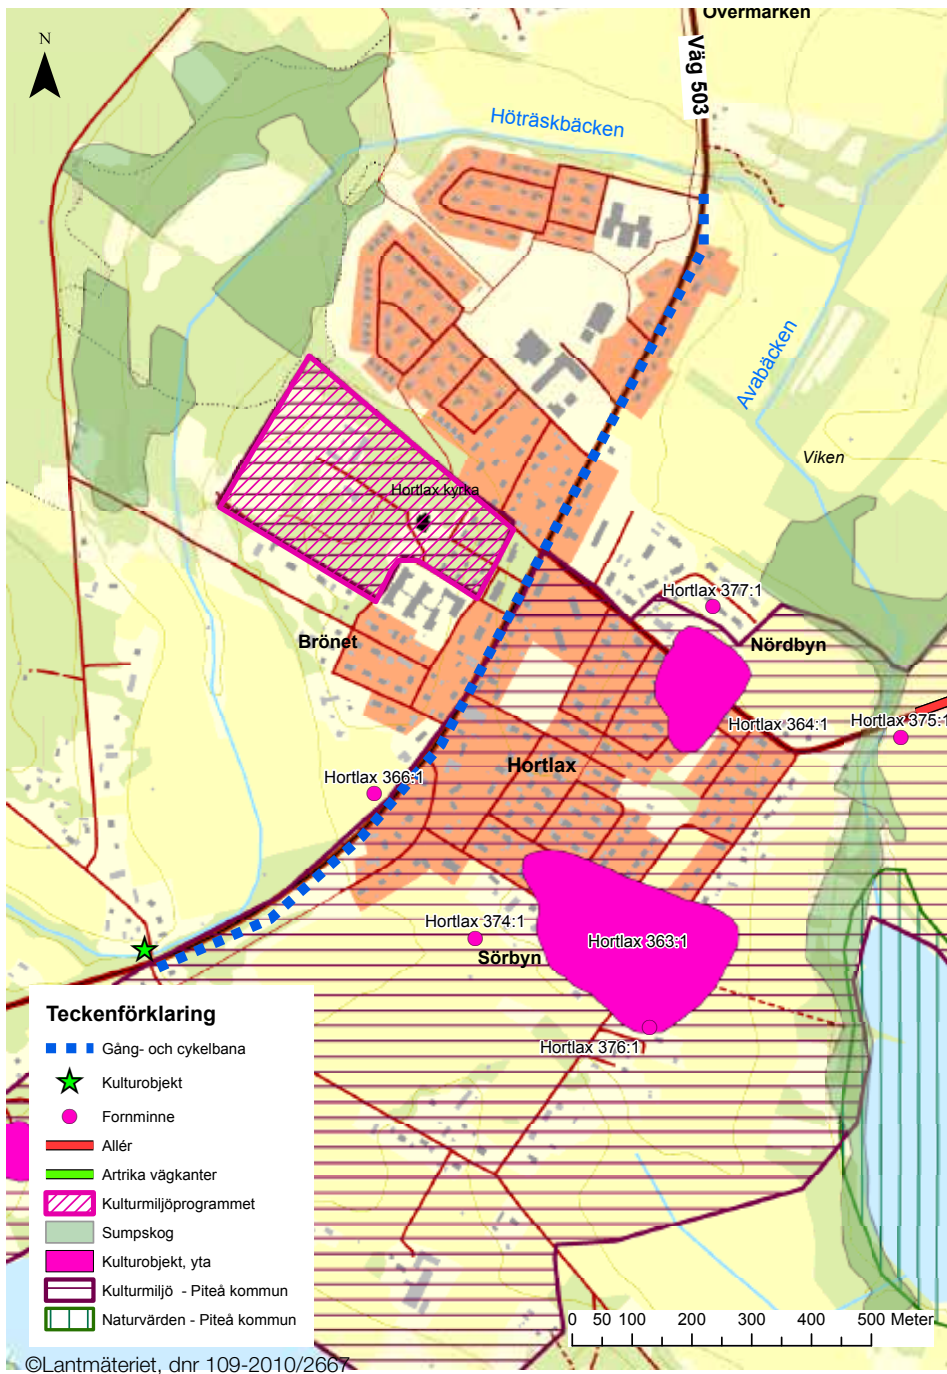 N
Övermarken
Väg 503
Höträskbäcken
Avabäcken
Viken
Hortlax kyrka
Hortlax 377:1
Brönet
Nördbyn
Hortlax 364:1
Hortlax 375:1
Hortlax
Hortlax 366:1
Hortlax 374:1
Hortlax 363:1
Sörbyn
Hortlax 376:1
Teckenförklaring
Gång- och cykelbana
Kulturobjekt
Fornminne
Allér
Artrika vägkanter
Kulturmiljöprogrammet
Sumpskog
Kulturobjekt, yta
Kulturmiljö - Piteå kommun
Naturvärden - Piteå kommun
0 50 100 200 300 400 500 Meter
©Lantmäteriet, dnr 109-2010/2667